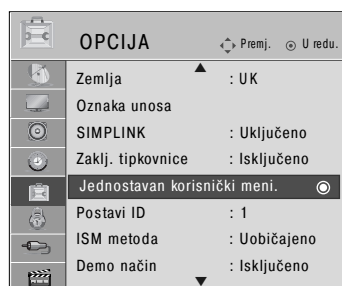 OPCIJA Premj. U redu.
Zemlja : UK
Oznaka unosa
SIMPLINK : Uključeno
Zaklj. tipkovnice : Isključeno
Jednostavan korisnički meni.
Postavi ID : 1
ISM metoda : Uobičajeno
Demo način : Isključeno